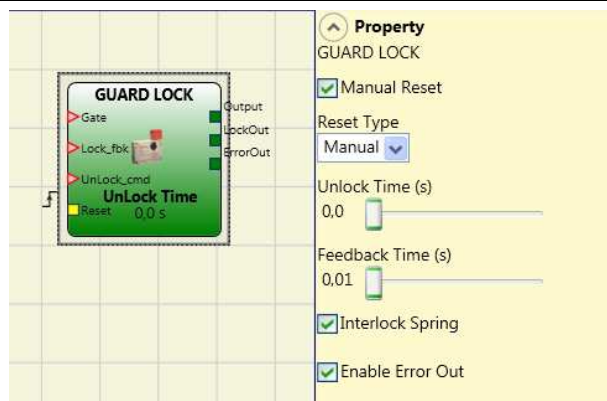 GUARD LOCK
Gate
Lock_fbk
UnLock_cmd
Reset
UnLock Time
0,0 s
Output
LockOut
ErrorOut
Property
GUARD LOCK
Manual Reset
Reset Type
Manual
Unlock Time (s)
0,0
Feedback Time (s)
0,01
Interlock Spring
Enable Error Out